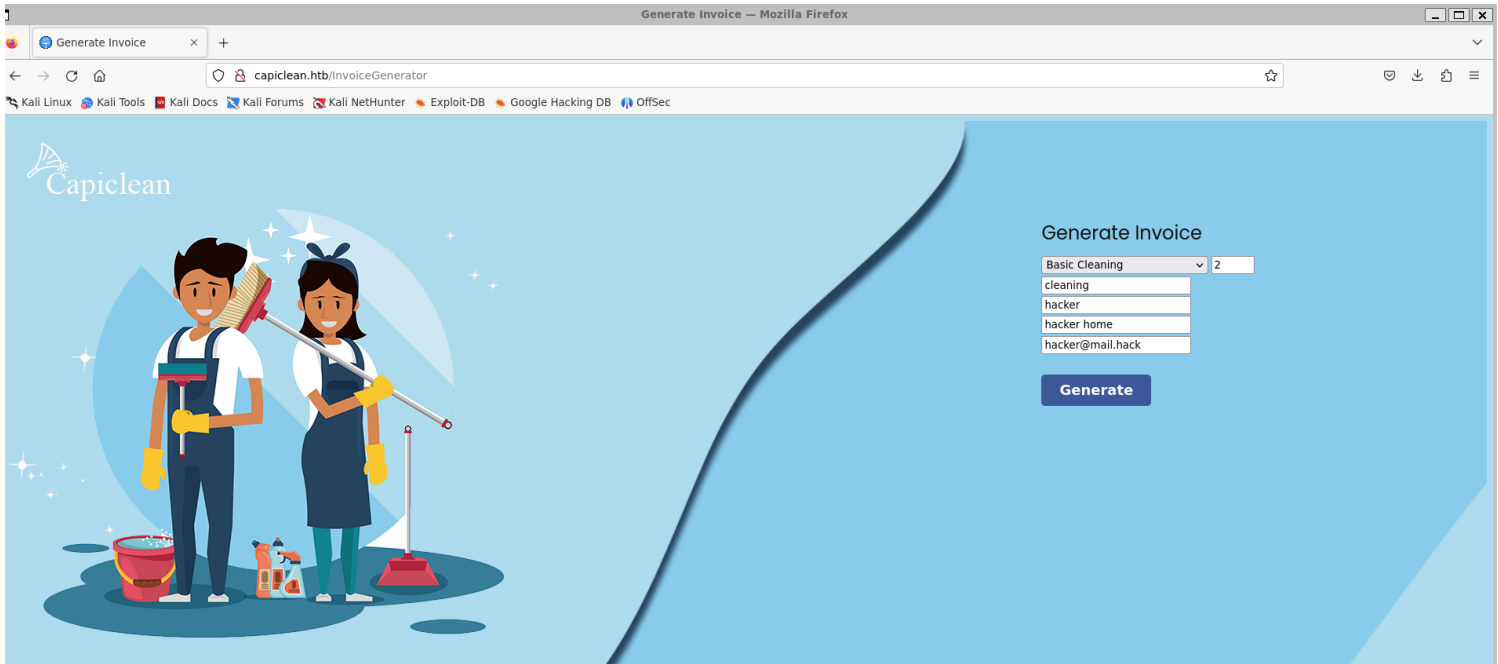 Generate Invoice — Mozilla Firefox
Generate Invoice
capiclean.htb/InvoiceGenerator
Kali Linux Kali Tools Kali Docs Kali Forums Kali NetHunter Exploit-DB Google Hacking DB OffSec
Capiclean
Generate Invoice
Basic Cleaning 2
cleaning
hacker
hacker home
hacker@mail.hack
Generate